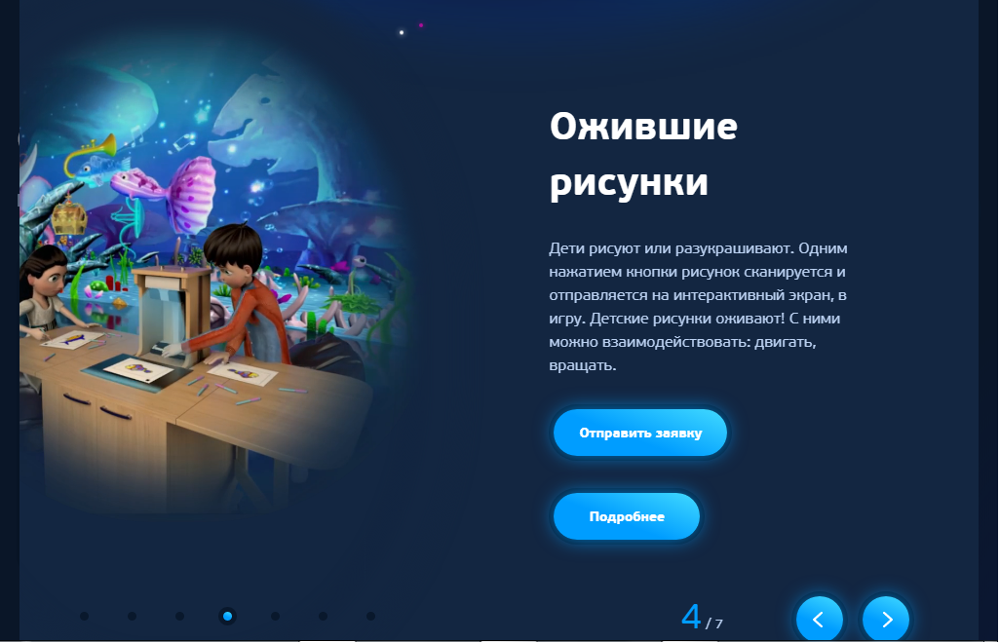 Ожившие
рисунки
Дети рисуют или разукрашивают. Одним
нажатием кнопки рисунок сканируется и
отправляется на интерактивный экран, в
игру. Детские рисунки оживают! С ними
можно взаимодействовать: двигать,
вращать.
Отправить заявку
Подробнее
4 / 7